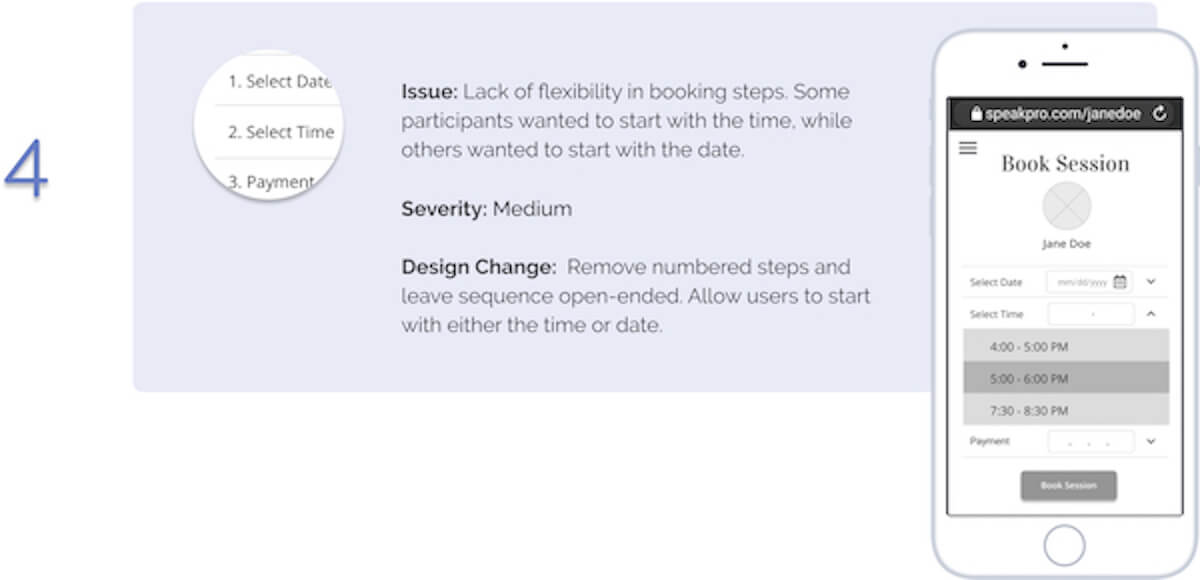 4
1. Select Date
2. Select Time
3. Payment
Issue: Lack of flexibility in booking steps. Some
participants wanted to start with the time, while
others wanted to start with the date.
Severity: Medium
Design Change: Remove numbered steps and
leave sequence open-ended. Allow users to start
with either the time or date.
speakpro.com/janedoe
Book Session
Jane Doe
Select Date mm/dd/yyyy
Select Time -
4:00 - 5:00 PM
5:00 - 6:00 PM
7:30 - 8:30 PM
Payment . . .
Book Session